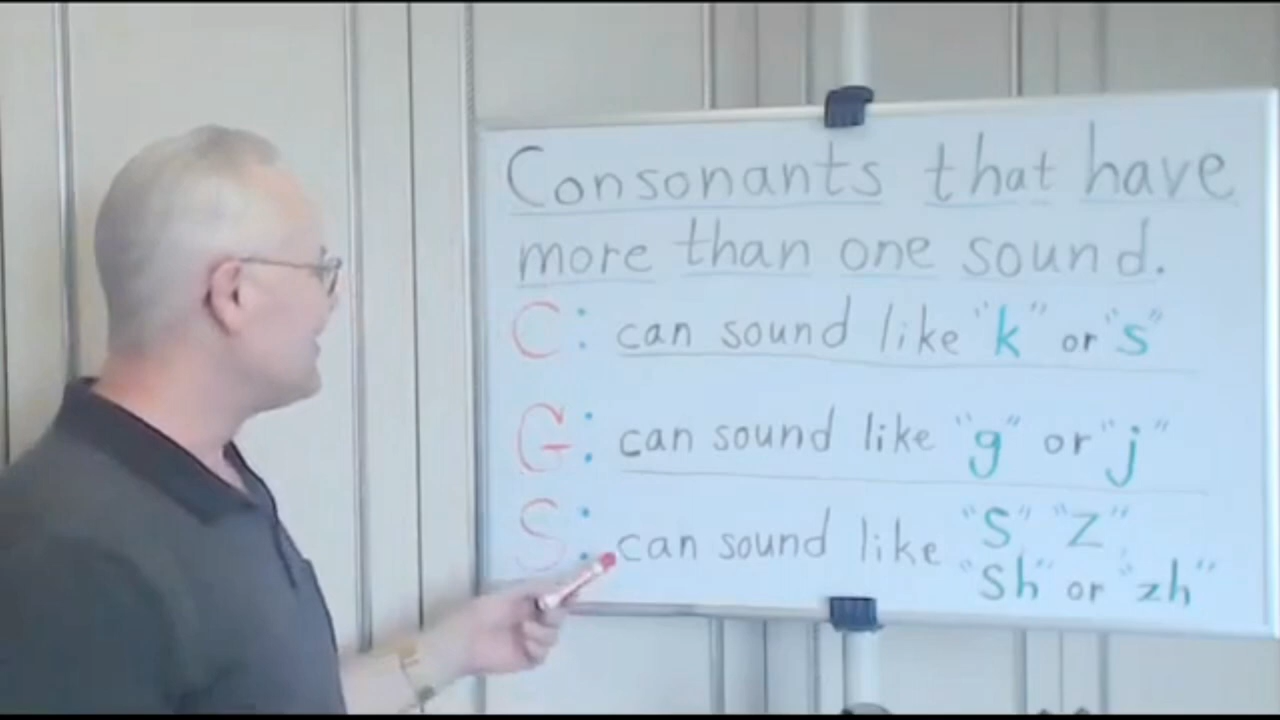 Consonants that have
more than one sound.
C: can sound like "k" or "s"
G: can sound like "g" or "j"
S: can sound like "S" "Z"
"Sh" or "zh"